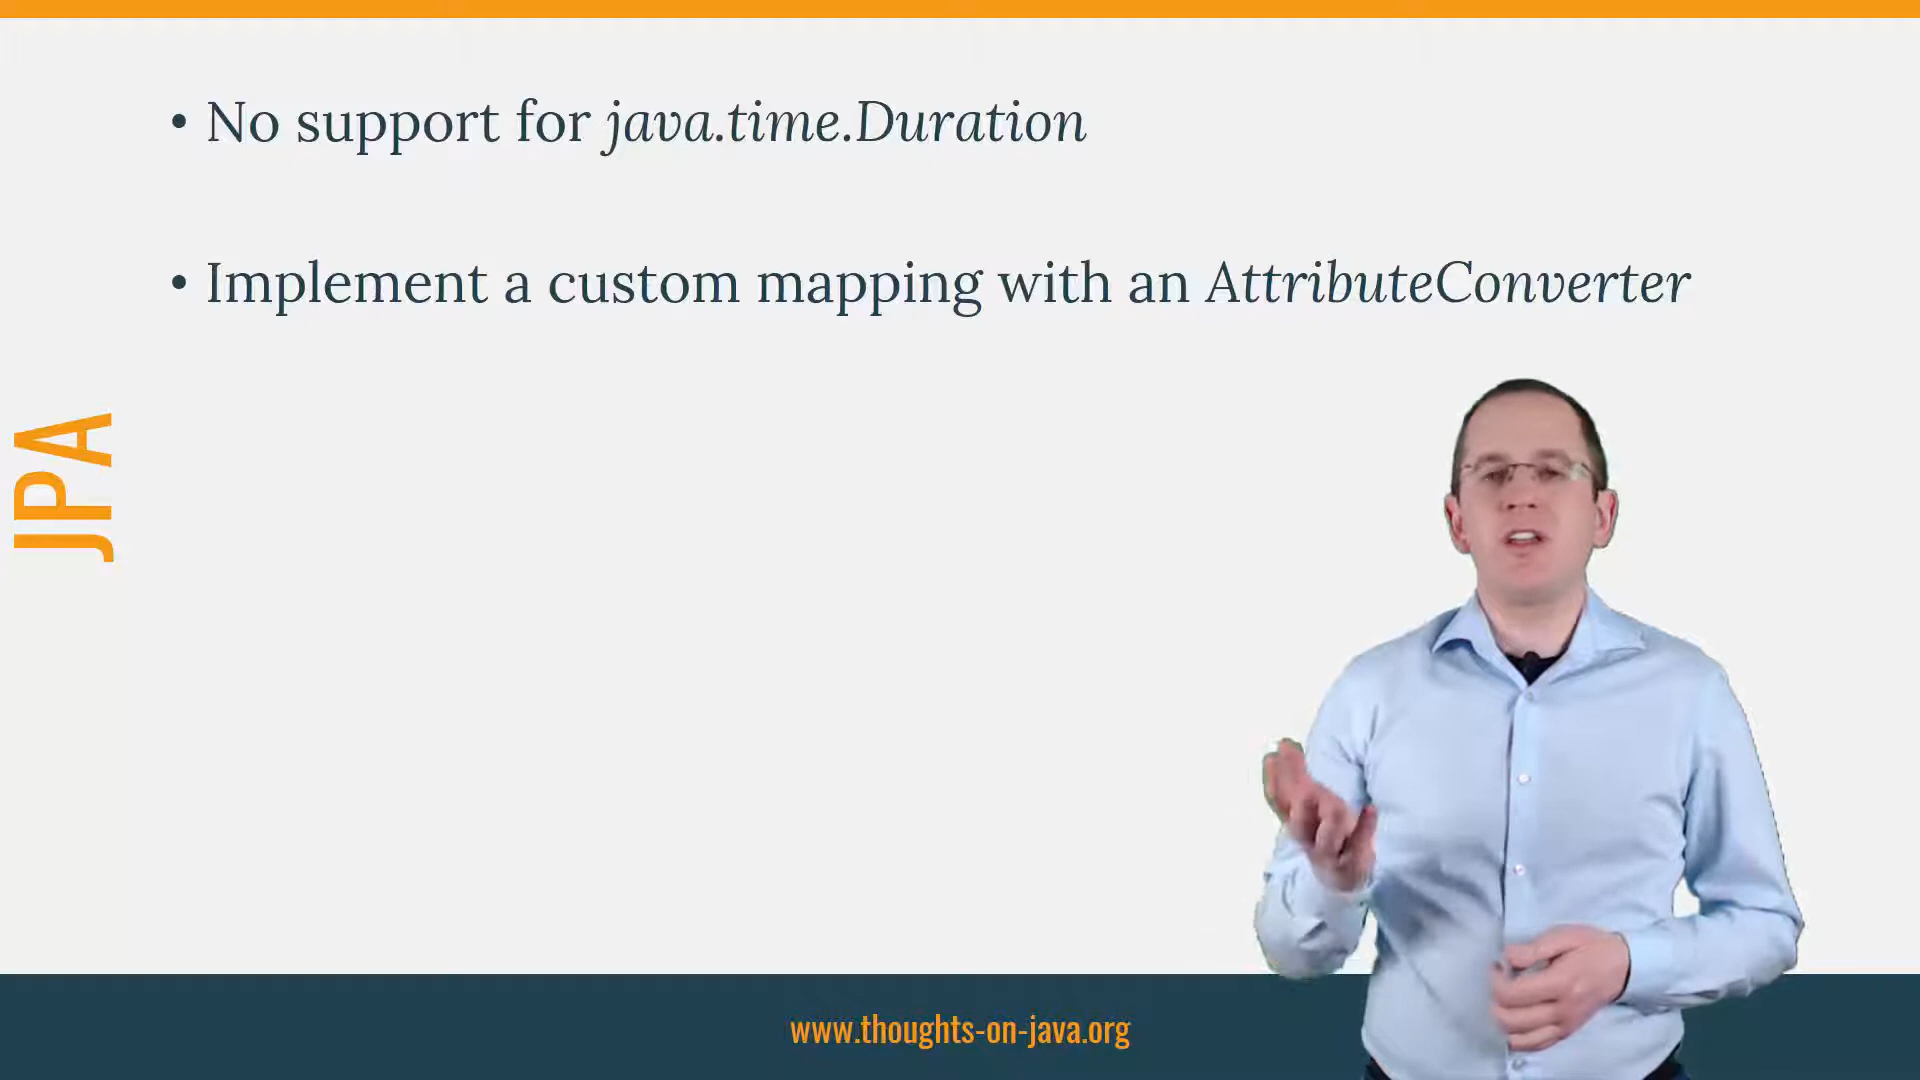 • No support for java.time.Duration
• Implement a custom mapping with an AttributeConverter
JPA
www.thoughts-on-java.org